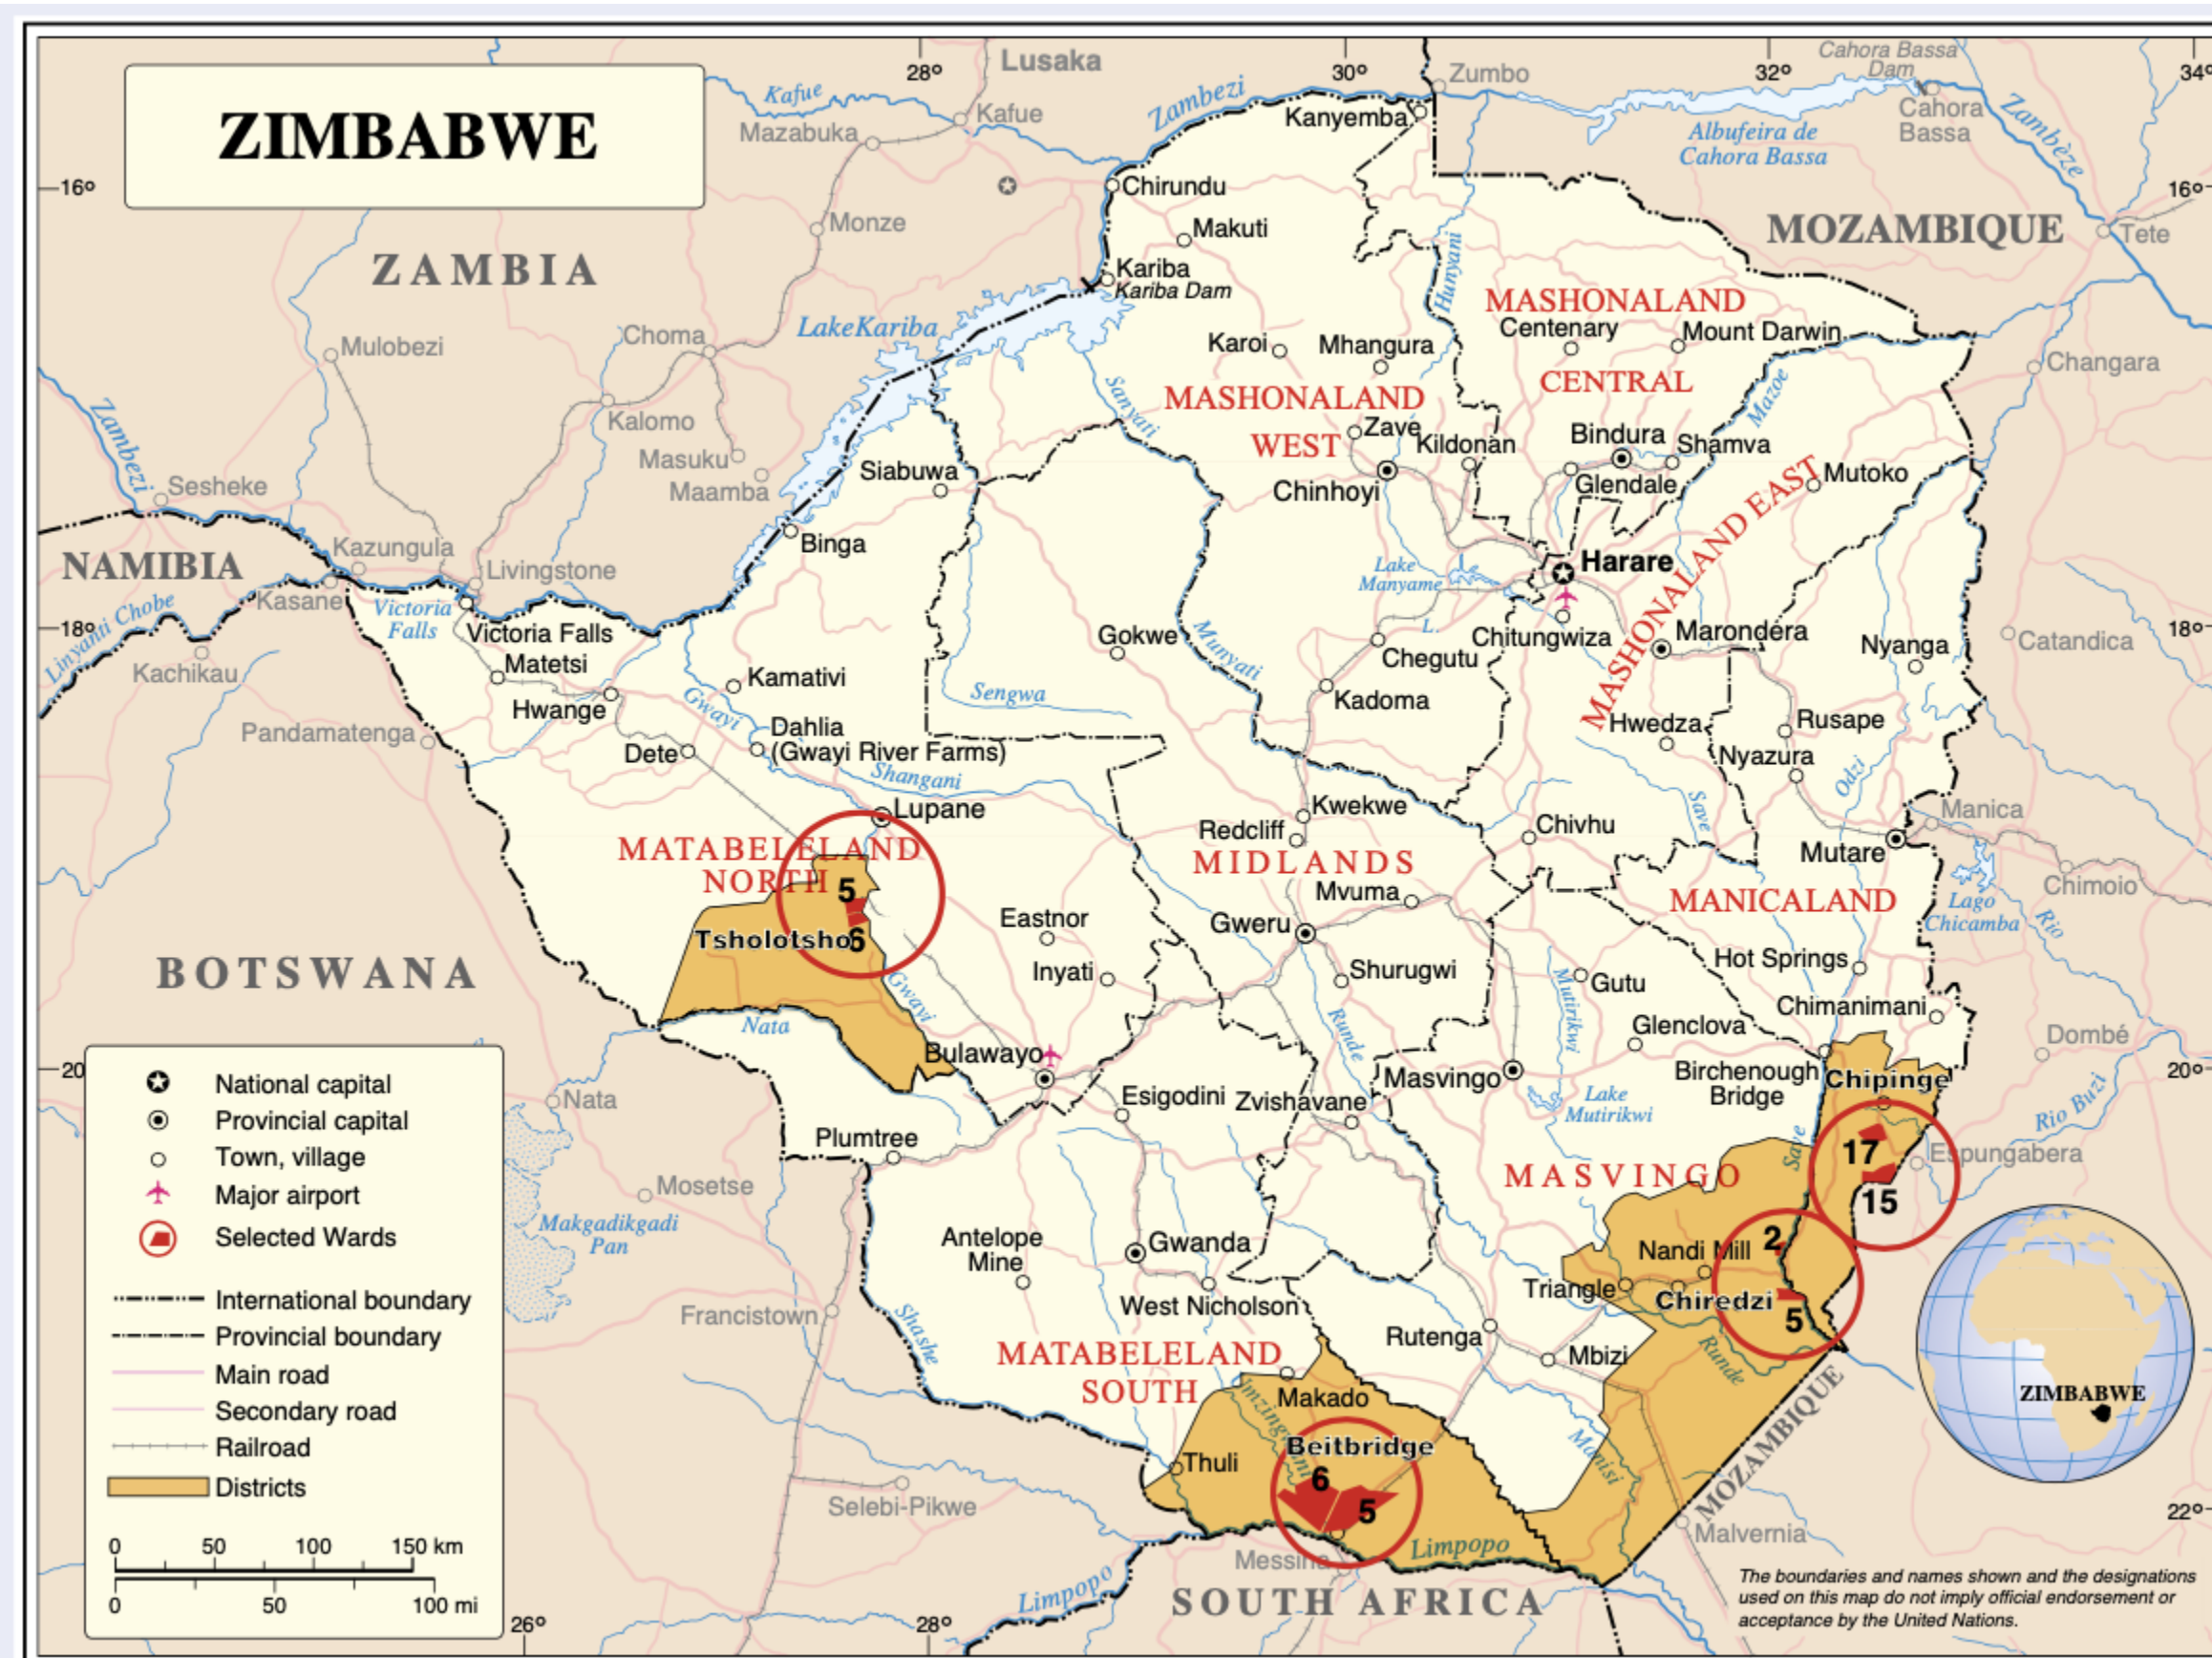 ZIMBABWE
28°
30°
32°
34°
Lusaka
Zumbo
Cahora Bassa
Dam
Kafue
Kafue
Zambezi
Kanyemba
Cahora
Bassa
Zambèze
Mazabuka
Albufeira de
Cahora Bassa
16°
16°
Chirundu
Monze
Makuti
MOZAMBIQUE
Tete
ZAMBIA
Kariba
Kariba Dam
Hunyani
MASHONALAND
CENTRAL
Centenary
Mount Darwin
LakeKariba
Choma
Mulobezi
Karoi
Mhangura
Changara
Sanyati
MASHONALAND
WEST
Mazoe
Zambezi
Kalomo
Zave
Kildonan
Bindura
Shamva
Masuku
Maamba
Siabuwa
Chinhoyi
Glendale
MASHONALAND EAST
Mutoko
Sesheke
Binga
NAMIBIA
Kazungula
Livingstone
Harare
Lake
Manyame
Kasane
Victoria
Falls
Linyanti Chobe
18°
18°
Victoria Falls
L.
Chitungwiza
Marondera
Nyanga
Catandica
Kachikau
Matetsi
Gokwe
Munyati
Chegutu
Kamativi
Sengwa
Kadoma
Hwange
Gwayi
Pandamatenga
Dahlia
(Gwayi River Farms)
Dete
Hwedza
Rusape
Nyazura
Odzi
Shangani
Lupane
Kwekwe
Redcliff
Chivhu
Save
Manica
Mutare
MATABELELAND
NORTH
MIDLANDS
Mvuma
MANICALAND
Chimoio
Lago
Chicamba
Rio
5
6
Tsholotsho
Eastnor
Gweru
Inyati
Shurugwi
Gutu
Hot Springs
BOTSWANA
Gwayi
Nata
Runde
Mutirikwi
Chimanimani
Glenclova
Dombé
20
20°
Bulawayo
Masvingo
Birchenough
Bridge
Chipinge
Esigodini
Zvishavane
Lake
Mutirikwi
Rio Buzi
Nata
Plumtree
Save
17
15
Espungabera
Mosetse
MASVINGO
Makgadikgadi
Pan
Antelope
Mine
Gwanda
Nandi Mill
2
West Nicholson
Triangle
Chiredzi
5
Francistown
Shashe
Rutenga
Mbizi
Runde
MATABELELAND
SOUTH
Makado
Beitbridge
6
5
Thuli
MOZAMBIQUE
Malvernia
22°
Selebi-Pikwe
Messina
Limpopo
Limpopo
SOUTH AFRICA
26°
28°
National capital
Provincial capital
Town, village
Major airport
Selected Wards
International boundary
Provincial boundary
Main road
Secondary road
Railroad
Districts
0 50 100 150 km
0 50 100 mi
ZIMBABWE
The boundaries and names shown and the designations
used on this map do not imply official endorsement or
acceptance by the United Nations.